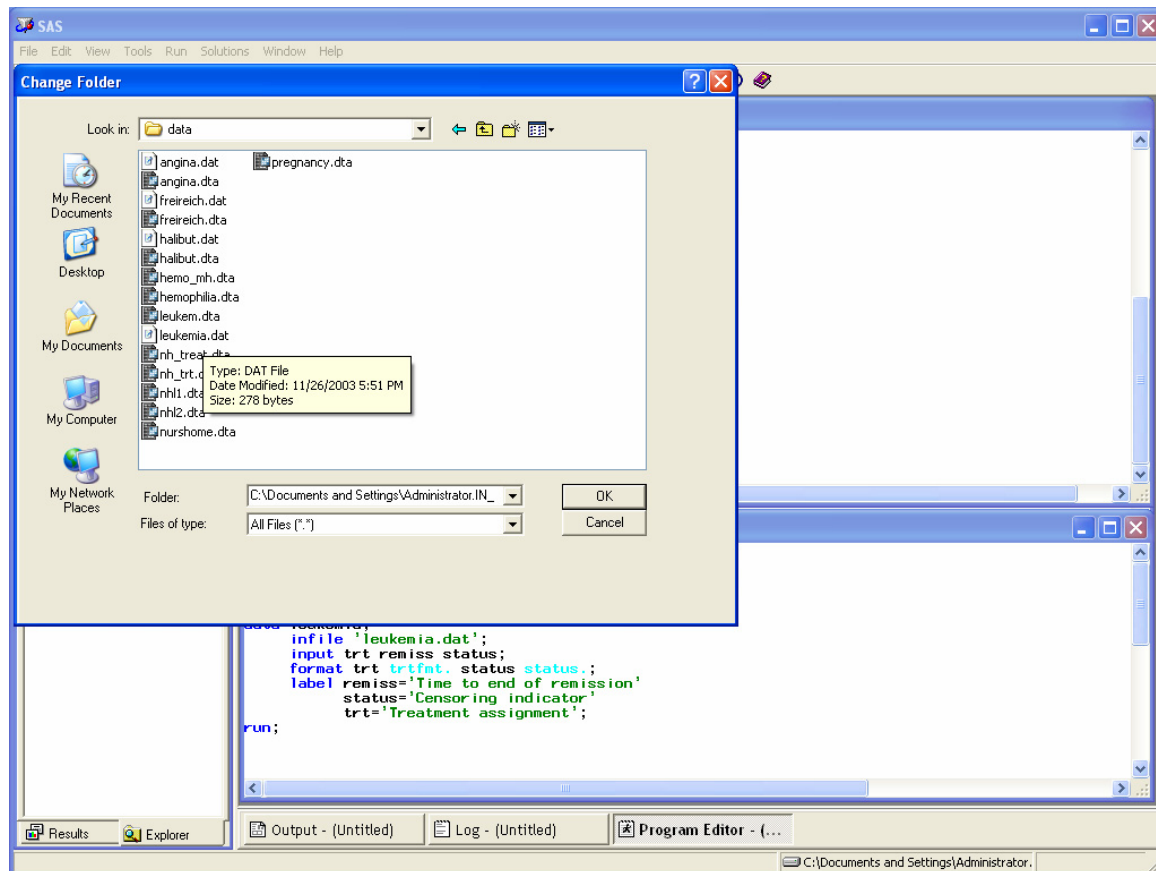 SAS
File Edit View Tools Run Solutions Window Help
Change Folder
Look in: data
angina.dat
angina.dta
freireich.dat
freireich.dta
halibut.dat
halibut.dta
hemo_mh.dta
hemophilia.dta
leukem.dta
leukemia.dat
nh_treat.dta
nh_trt.d
nhl1.dta
nhl2.dta
nurshome.dta
pregnancy.dta
Type: DAT File
Date Modified: 11/26/2003 5:51 PM
Size: 278 bytes
My Recent
Documents
Desktop
My Documents
My Computer
My Network
Places
Folder: C:\Documents and Settings\Administrator.IN_
OK
Files of type: All Files (*.*)
Cancel
data leukemia;
infile 'leukemia.dat';
input trt remiss status;
format trt trtfmt. status status.;
label remiss='Time to end of remission'
status='Censoring indicator'
trt='Treatment assignment';
run;
Results
Explorer
Output - (Untitled)
Log - (Untitled)
Program Editor - (...
C:\Documents and Settings\Administrator.